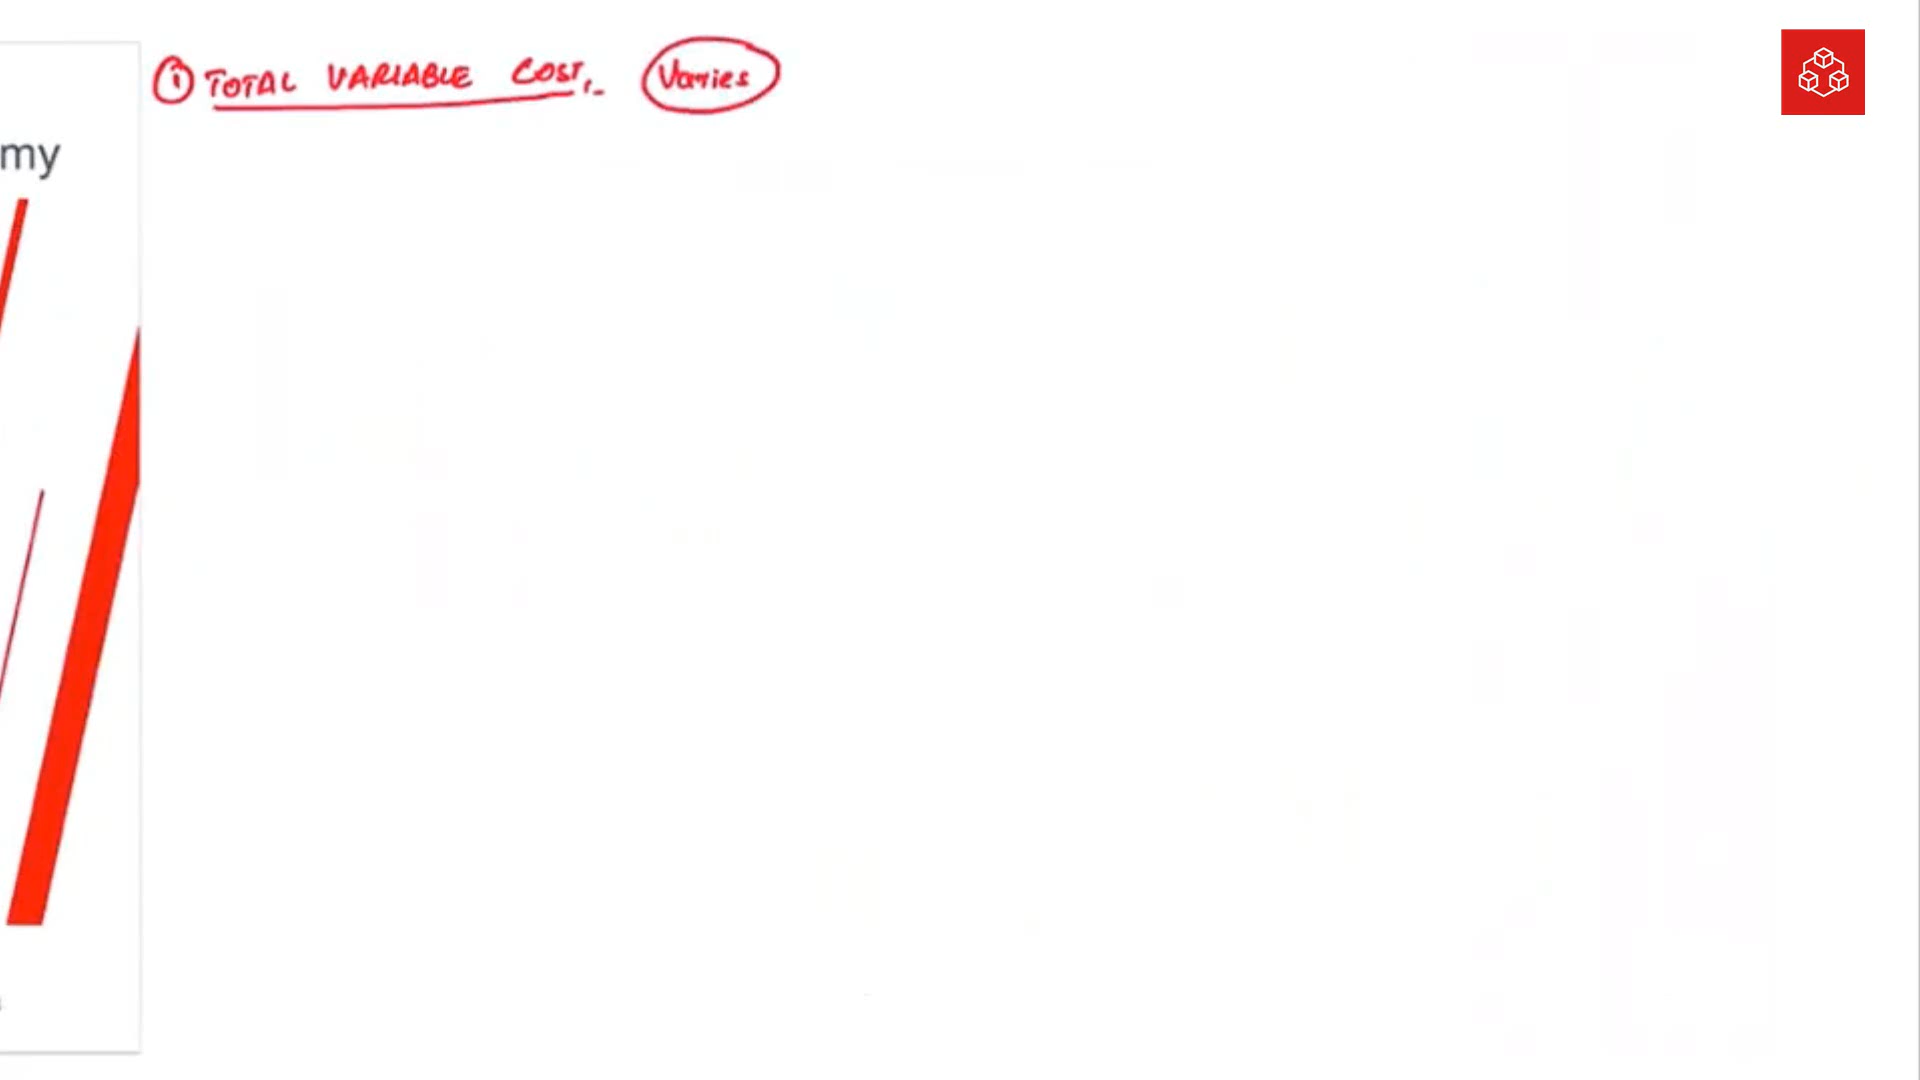 ① TOTAL VARIABLE COST,- Varies
my